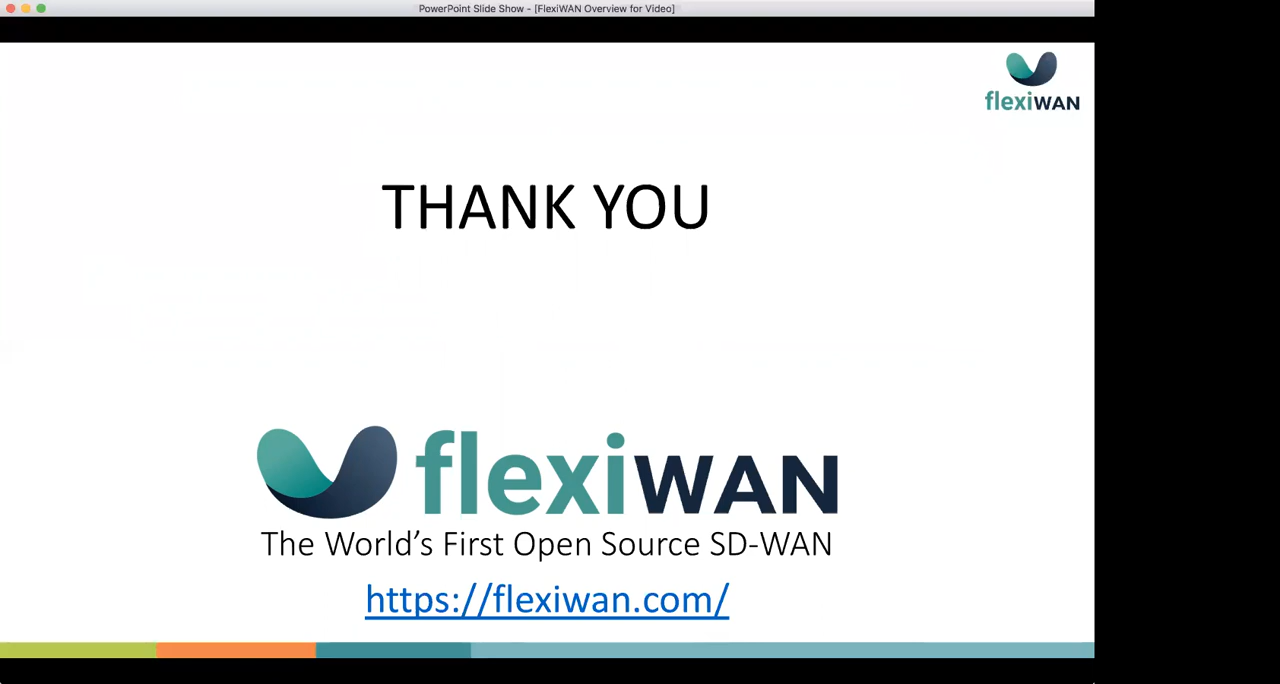 PowerPoint Slide Show - [FlexiWAN Overview for Video]
flexiWAN
THANK YOU
flexiWAN
The World's First Open Source SD-WAN
https://flexiwan.com/